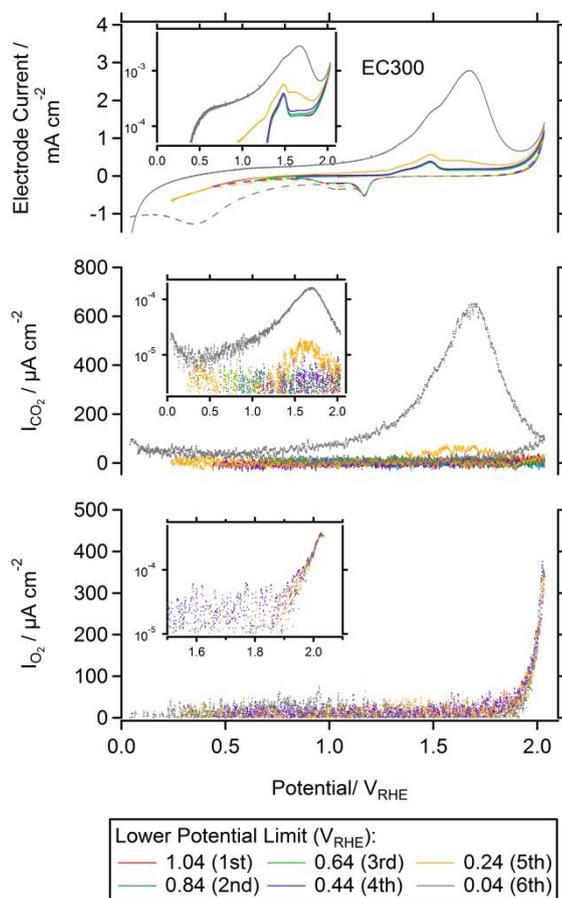 4
3
2
1
0
-1
Electrode Current /
mA cm⁻²
EC300
10⁻³
10⁻⁴
0.0 0.5 1.0 1.5 2.0
800
600
400
200
0
I_CO₂ / µA cm⁻²
10⁻⁴
10⁻⁵
0.0 0.5 1.0 1.5 2.0
500
400
300
200
100
0
I_O₂ / µA cm⁻²
10⁻⁴
10⁻⁵
1.6 1.8 2.0
0.0 0.5 1.0 1.5 2.0
Potential/ V_RHE
Lower Potential Limit (V_RHE):
1.04 (1st) 0.64 (3rd) 0.24 (5th)
0.84 (2nd) 0.44 (4th) 0.04 (6th)